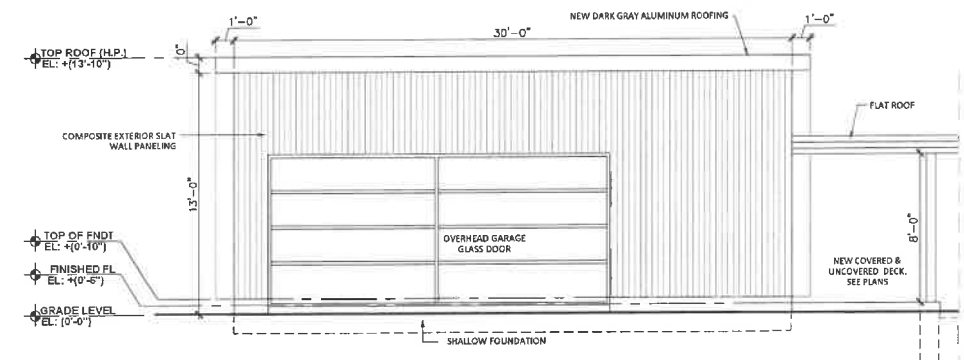 NEW DARK GRAY ALUMINUM ROOFING
1'-0"
1'-0"
30'-0"
TOP ROOF (H.P.)
EL: +(13'-10")
0"
FLAT ROOF
COMPOSITE EXTERIOR SLAT
WALL PANELING
13'-0"
8'-0"
TOP OF FNDT
EL: +(0'-10")
OVERHEAD GARAGE
GLASS DOOR
NEW COVERED &
UNCOVERED DECK.
SEE PLANS
FINISHED FL
EL: +(0'-6")
GRADE LEVEL
EL: (0'-0")
SHALLOW FOUNDATION